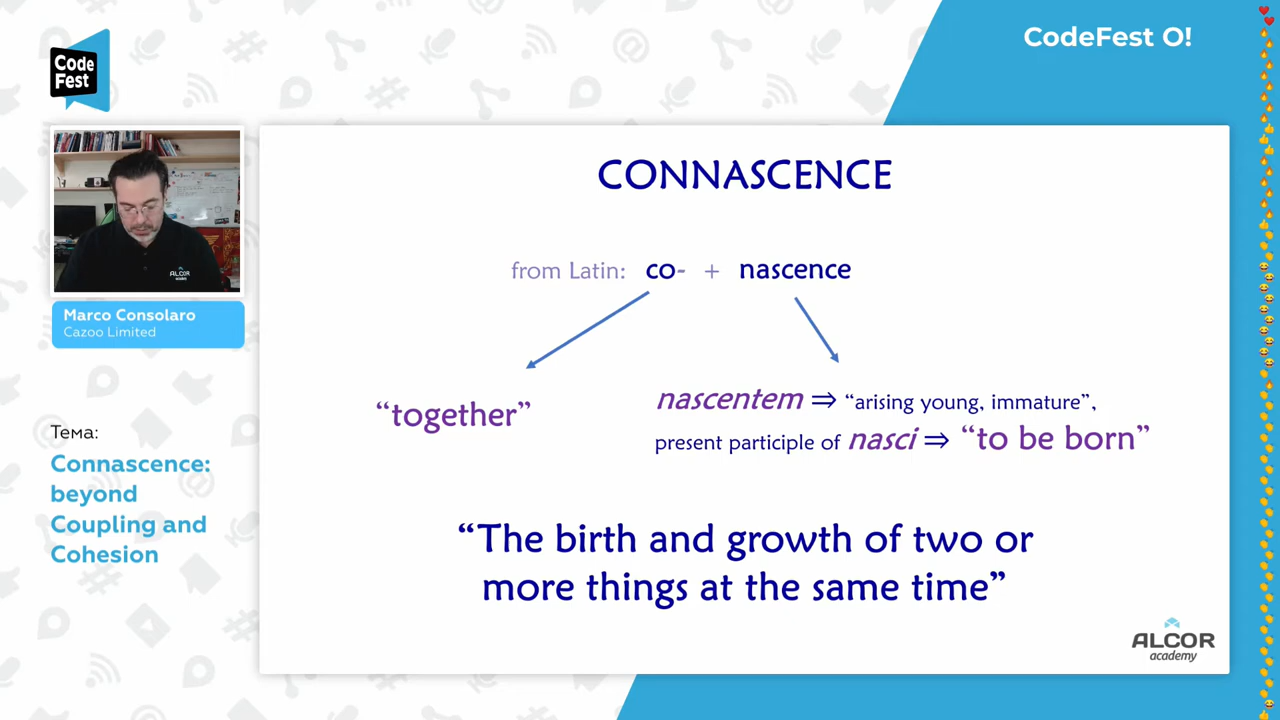 CodeFest O!
Code
Fest
ALCOR
academy
Marco Consolaro
Cazoo Limited
Тема:
Connascence:
beyond
Coupling and
Cohesion
CONNASCENCE
from Latin: co- + nascence
“together”
nascentem ⇒ “arising young, immature”,
present participle of nasci ⇒ “to be born”
“The birth and growth of two or
more things at the same time”
ALCOR
academy